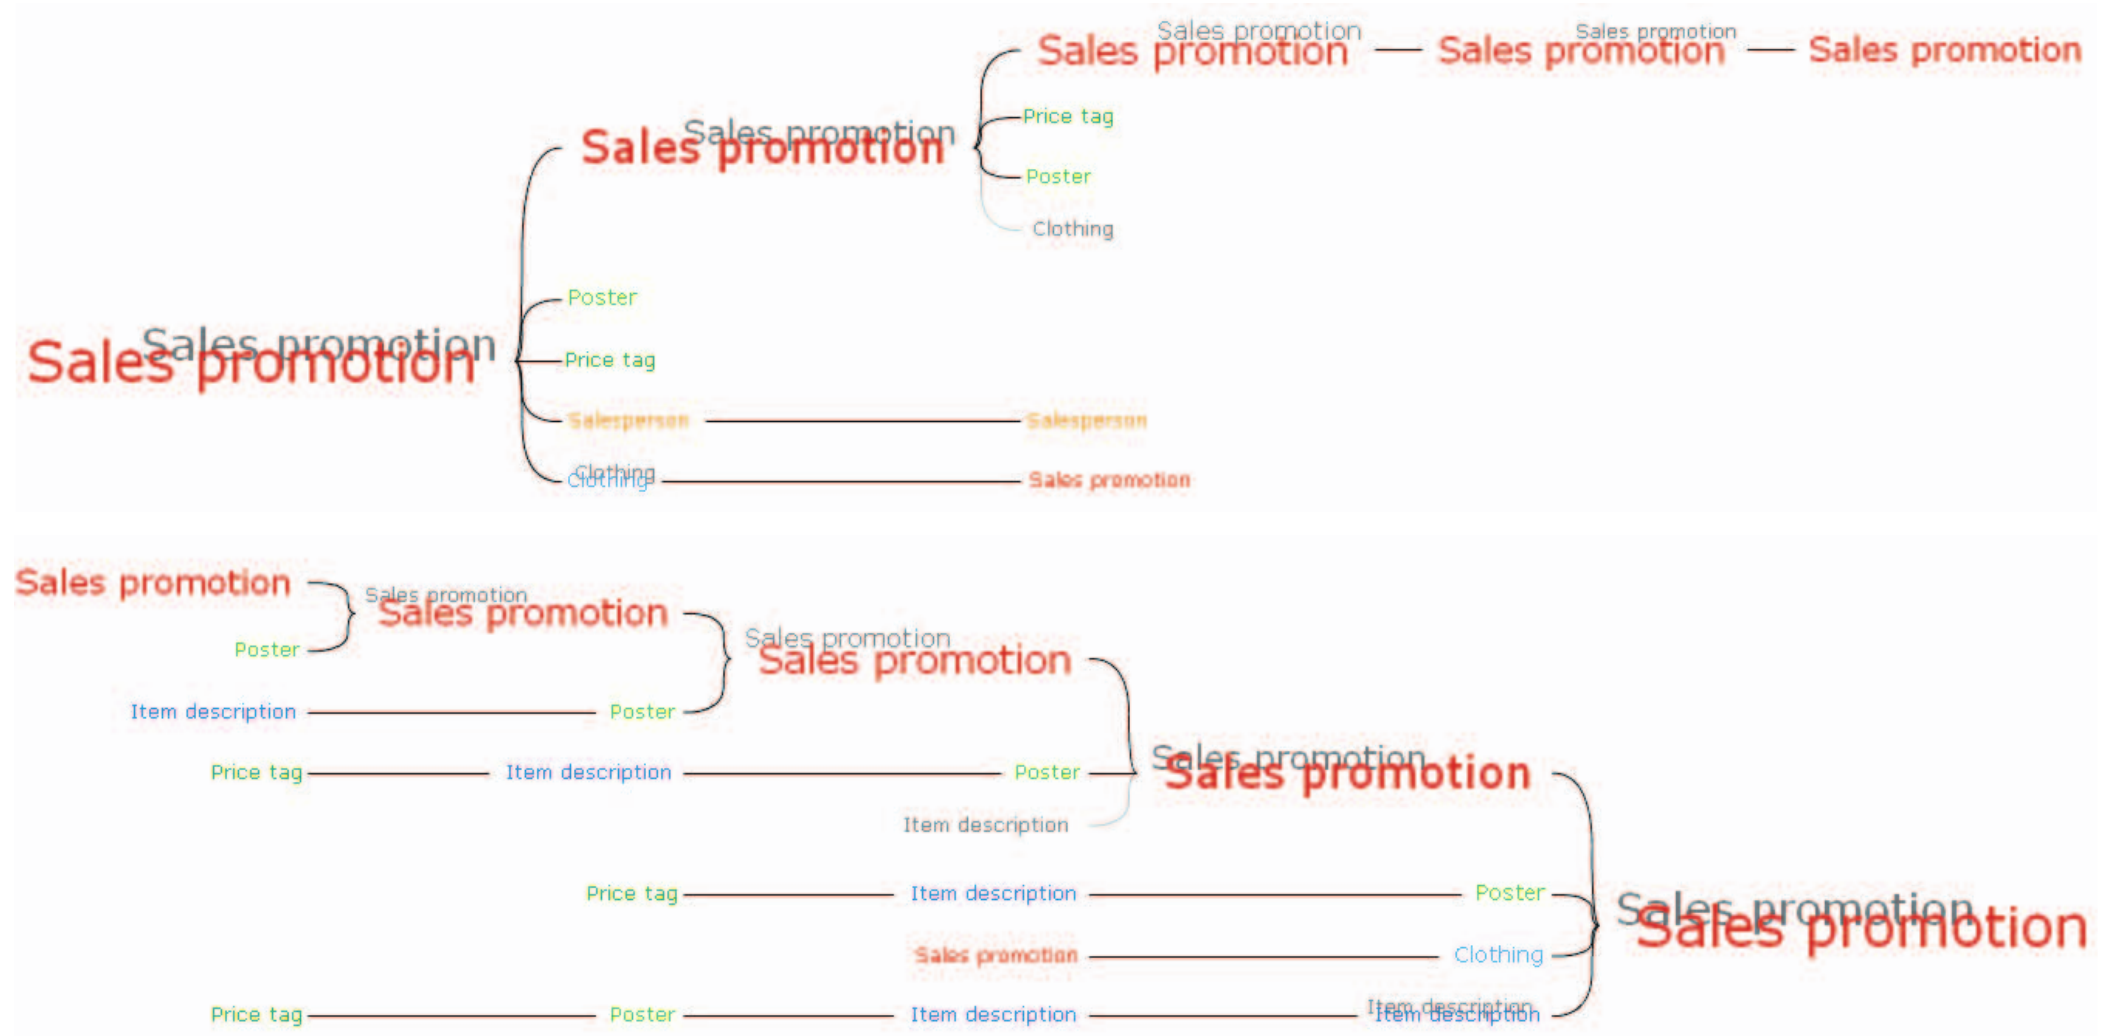 Sales promotion Sales promotion
Sales promotion Sales promotion Sales promotion
Price tag
Sales promotion
Sales promotion
Poster
Clothing
Poster
Sales promotion
Sales promotion
Price tag
Salesperson Salesperson
Clothing
Clothing Sales promotion
Sales promotion
Sales promotion
Sales promotion
Poster
Sales promotion
Sales promotion
Item description Poster
Sales promotion
Sales promotion
Price tag Item description Poster
Item description
Price tag Item description Poster
Sales promotion
Sales promotion
Sales promotion Clothing
Item description
Price tag Poster Item description Item description